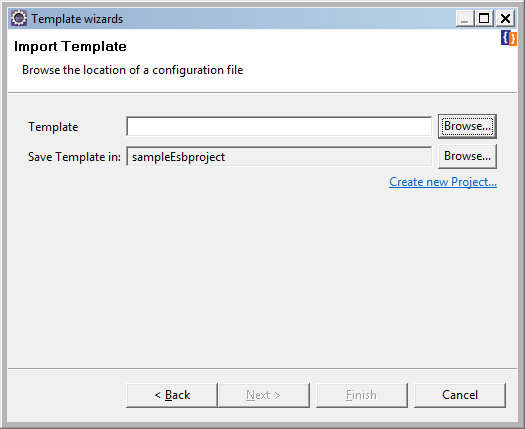 Template wizards
Import Template
Browse the location of a configuration file
Template
Browse...
Save Template in: sampleEsbproject Browse...
Create new Project...
< Back Next > Finish Cancel